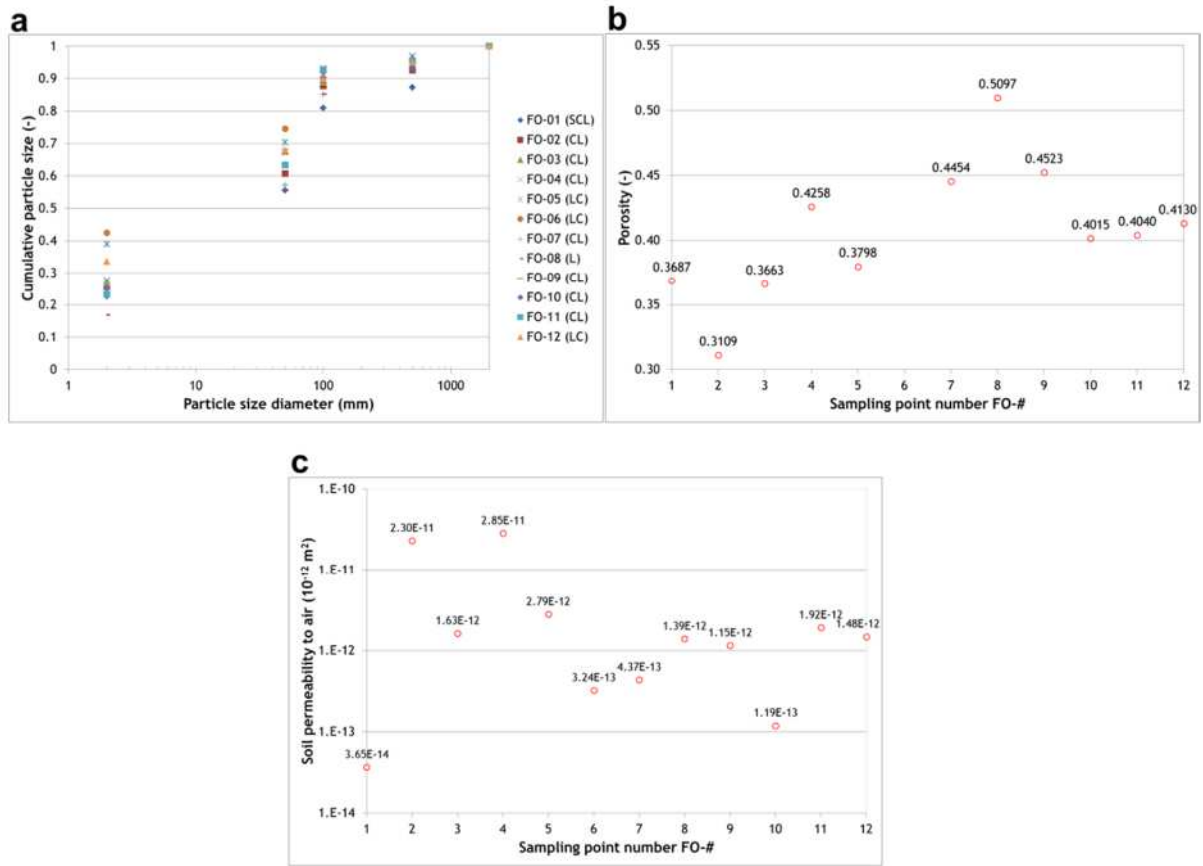 a
1
0.9
0.8
0.7
0.6
0.5
0.4
0.3
0.2
0.1
0
Cumulative particle size (-)
1
10
100
1000
Particle size diameter (mm)
FO-01 (SCL)
FO-02 (CL)
FO-03 (CL)
FO-04 (CL)
FO-05 (LC)
FO-06 (LC)
FO-07 (CL)
FO-08 (L)
FO-09 (CL)
FO-10 (CL)
FO-11 (CL)
FO-12 (LC)
b
0.55
0.50
0.45
0.40
0.35
0.30
Porosity (-)
0.3687
0.3109
0.3663
0.4258
0.3798
0.4454
0.5097
0.4523
0.4015
0.4040
0.4130
1 2 3 4 5 6 7 8 9 10 11 12
Sampling point number FO-#
c
1.E-10
1.E-11
1.E-12
1.E-13
1.E-14
Soil permeability to air (10⁻¹² m²)
3.65E-14
2.30E-11
1.63E-12
2.85E-11
2.79E-12
3.24E-13
4.37E-13
1.39E-12
1.15E-12
1.19E-13
1.92E-12
1.48E-12
1 2 3 4 5 6 7 8 9 10 11 12
Sampling point number FO-#